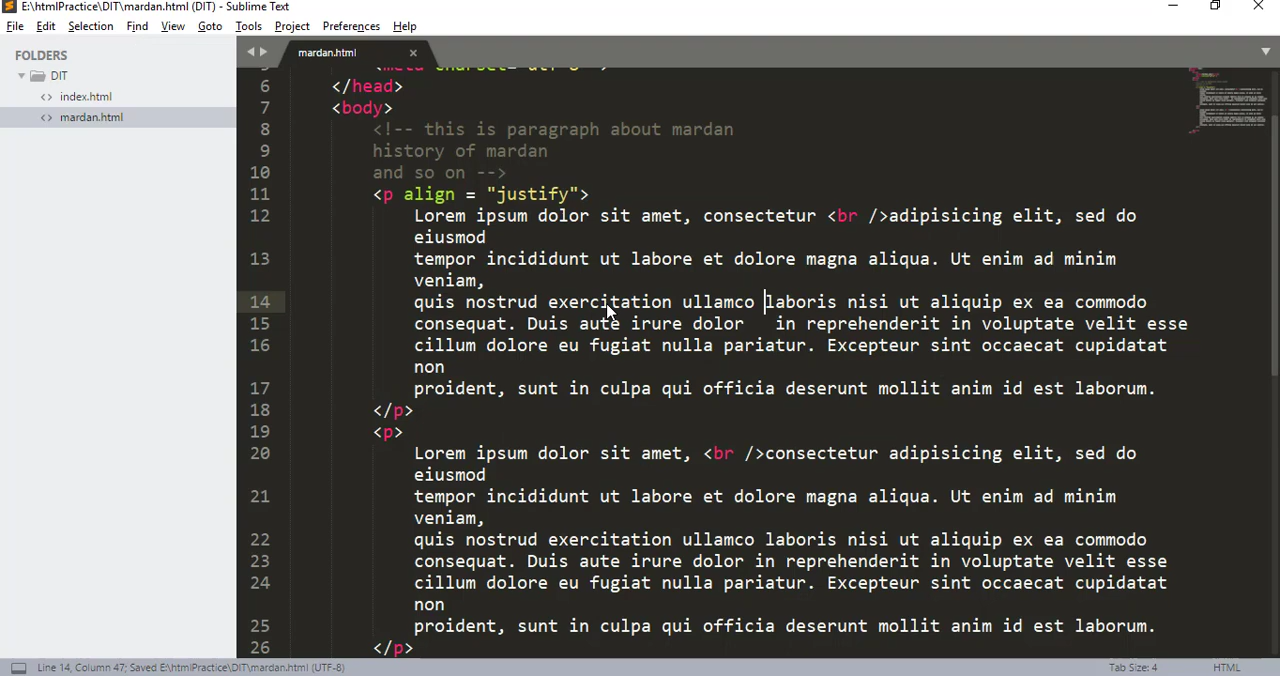 E:\htmlPractice\DIT\mardan.html (DIT) - Sublime Text
File Edit Selection Find View Goto Tools Project Preferences Help
FOLDERS
DIT
<> index.html
<> mardan.html
mardan.html
6 </head>
7 <body>
8 <!-- this is paragraph about mardan
9 history of mardan
10 and so on -->
11 <p align = "justify">
12 Lorem ipsum dolor sit amet, consectetur <br />adipisicing elit, sed do
eiusmod
13 tempor incididunt ut labore et dolore magna aliqua. Ut enim ad minim
veniam,
14 quis nostrud exercitation ullamco laboris nisi ut aliquip ex ea commodo
15 consequat. Duis aute irure dolor   in reprehenderit in voluptate velit esse
16 cillum dolore eu fugiat nulla pariatur. Excepteur sint occaecat cupidatat
non
17 proident, sunt in culpa qui officia deserunt mollit anim id est laborum.
18 </p>
19 <p>
20 Lorem ipsum dolor sit amet, <br />consectetur adipisicing elit, sed do
eiusmod
21 tempor incididunt ut labore et dolore magna aliqua. Ut enim ad minim
veniam,
22 quis nostrud exercitation ullamco laboris nisi ut aliquip ex ea commodo
23 consequat. Duis aute irure dolor in reprehenderit in voluptate velit esse
24 cillum dolore eu fugiat nulla pariatur. Excepteur sint occaecat cupidatat
non
25 proident, sunt in culpa qui officia deserunt mollit anim id est laborum.
26 </p>
Line 14, Column 47; Saved E:\htmlPractice\DIT\mardan.html (UTF-8)
Tab Size: 4
HTML